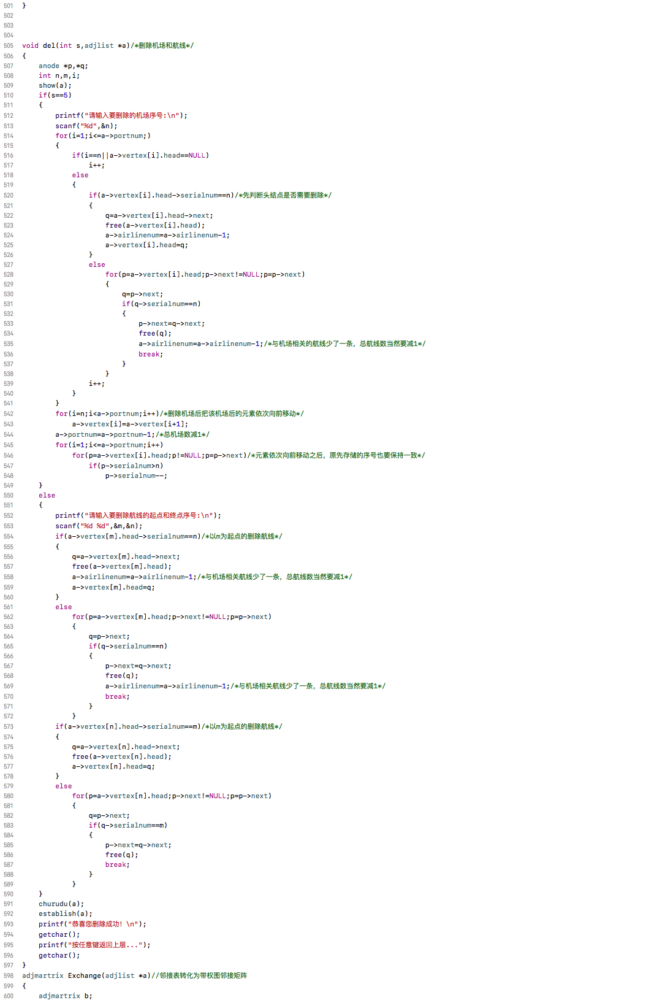 501 }
502
503
504
505 void del(int s,adjlist *a)/*删除机场和航线*/
506 {
507     anode *p,*q;
508     int n,m,i;
509     show(a);
510     if(s==5)
511     {
512         printf("请输入要删除的机场序号:\n");
513         scanf("%d",&n);
514         for(i=1;i<=a->portnum;)
515         {
516             if(i==n||a->vertex[i].head==NULL)
517                 i++;
518             else
519             {
520                 if(a->vertex[i].head->serialnum==n)/*先判断头结点是否需要删除*/
521                 {
522                     q=a->vertex[i].head->next;
523                     free(a->vertex[i].head);
524                     a->airlinenum=a->airlinenum-1;
525                     a->vertex[i].head=q;
526                 }
527                 else
528                     for(p=a->vertex[i].head;p->next!=NULL;p=p->next)
529                     {
530                         q=p->next;
531                         if(q->serialnum==n)
532                         {
533                             p->next=q->next;
534                             free(q);
535                             a->airlinenum=a->airlinenum-1;/*与机场相关的航线少了一条，总航线数当然要减1*/
536                             break;
537                         }
538                     }
539                 i++;
540             }
541         }
542         for(i=n;i<a->portnum;i++)/*删除机场后把该机场后的元素依次向前移动*/
543             a->vertex[i]=a->vertex[i+1];
544         a->portnum=a->portnum-1;/*总机场数减1*/
545         for(i=1;i<=a->portnum;i++)
546             for(p=a->vertex[i].head;p!=NULL;p=p->next)/*元素依次向前移动之后，原先存储的序号也要保持一致*/
547                 if(p->serialnum>n)
548                     p->serialnum--;
549     }
550     else
551     {
552         printf("请输入要删除航线的起点和终点序号:\n");
553         scanf("%d %d",&m,&n);
554         if(a->vertex[m].head->serialnum==n)/*以m为起点的删除航线*/
555         {
556             q=a->vertex[m].head->next;
557             free(a->vertex[m].head);
558             a->airlinenum=a->airlinenum-1;/*与机场相关航线少了一条，总航线数当然要减1*/
559             a->vertex[m].head=q;
560         }
561         else
562             for(p=a->vertex[m].head;p->next!=NULL;p=p->next)
563             {
564                 q=p->next;
565                 if(q->serialnum==n)
566                 {
567                     p->next=q->next;
568                     free(q);
569                     a->airlinenum=a->airlinenum-1;/*与机场相关航线少了一条，总航线数当然要减1*/
570                     break;
571                 }
572             }
573         if(a->vertex[n].head->serialnum==m)/*以m为起点的删除航线*/
574         {
575             q=a->vertex[n].head->next;
576             free(a->vertex[n].head);
577             a->vertex[n].head=q;
578         }
579         else
580             for(p=a->vertex[n].head;p->next!=NULL;p=p->next)
581             {
582                 q=p->next;
583                 if(q->serialnum==m)
584                 {
585                     p->next=q->next;
586                     free(q);
587                     break;
588                 }
589             }
590     }
591     churudu(a);
592     establish(a);
593     printf("恭喜您删除成功！\n");
594     getchar();
595     printf("按任意键返回上层...");
596     getchar();
597 }
598 adjmartrix Exchange(adjlist *a)//邻接表转化为带权图邻接矩阵
599 {
600     adjmartrix b;